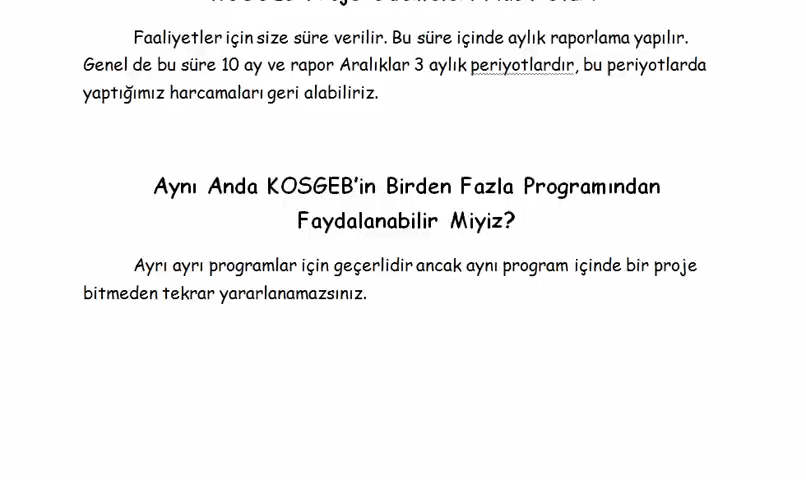 Faaliyetler için size süre verilir. Bu süre içinde aylık raporlama yapılır.
Genel de bu süre 10 ay ve rapor Aralıklar 3 aylık periyotlardır, bu periyotlarda
yaptığımız harcamaları geri alabiliriz.
Aynı Anda KOSGEB'in Birden Fazla Programından
Faydalanabilir Miyiz?
Ayrı ayrı programlar için geçerlidir ancak aynı program içinde bir proje
bitmeden tekrar yararlanamazsınız.